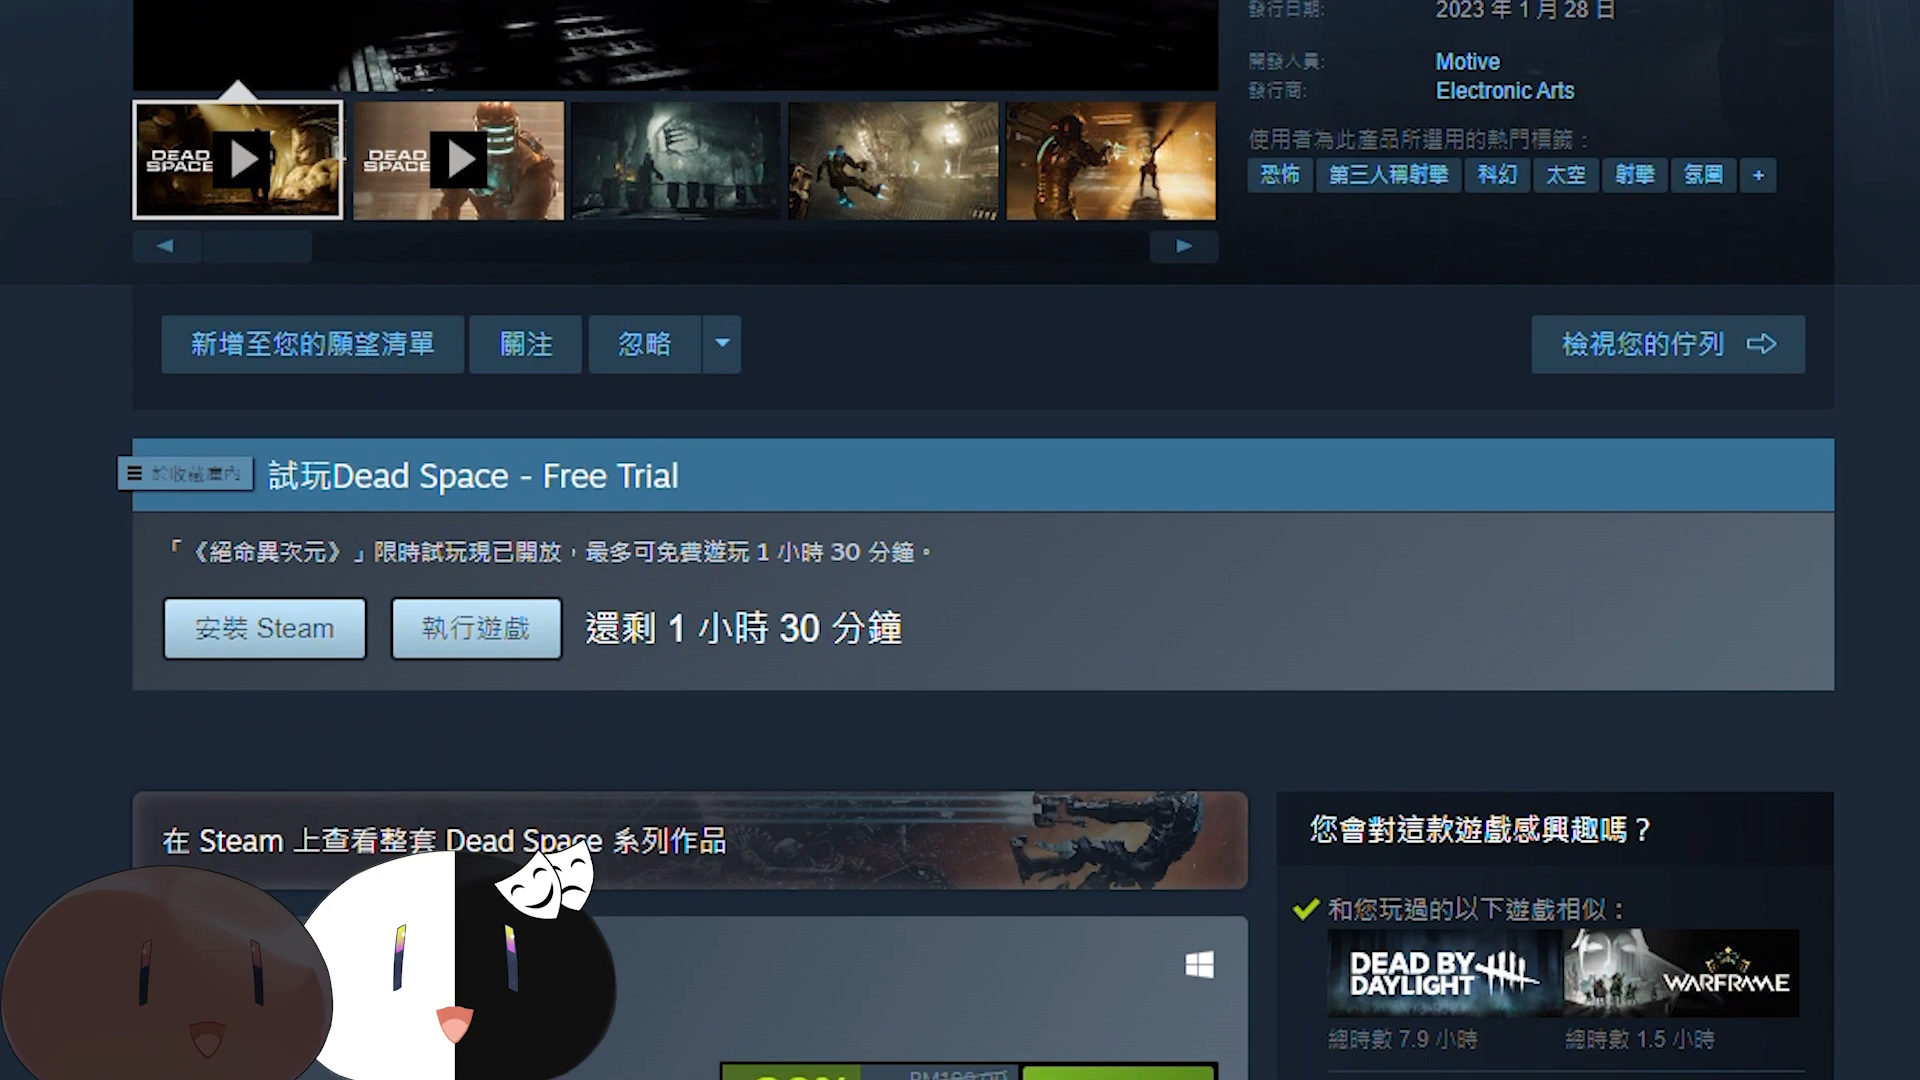 發行日期: 2023 年 1 月 28 日
開發人員: Motive
發行商: Electronic Arts
使用者為此產品所選用的熱門標籤：
恐怖 第三人稱射擊 科幻 太空 射擊 氛圍 +
DEAD SPACE
DEAD SPACE
新增至您的願望清單 關注 忽略 檢視您的佇列
於收藏庫內 試玩Dead Space - Free Trial
「《絕命異次元》」限時試玩現已開放，最多可免費遊玩 1 小時 30 分鐘。
安裝 Steam 執行遊戲 還剩 1 小時 30 分鐘
在 Steam 上查看整套 Dead Space 系列作品
您會對這款遊戲感興趣嗎？
和您玩過的以下遊戲相似：
DEAD BY DAYLIGHT
WARFRAME
總時數 7.9 小時 總時數 1.5 小時